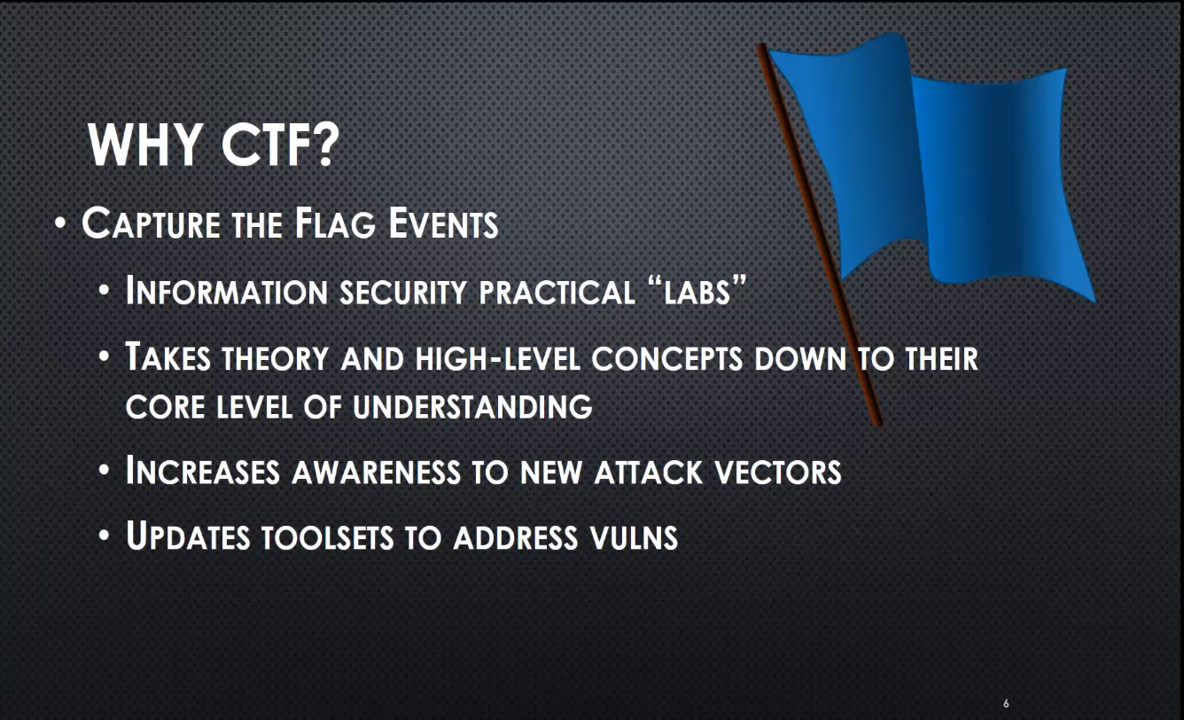 WHY CTF?
• CAPTURE THE FLAG EVENTS
• INFORMATION SECURITY PRACTICAL “LABS”
• TAKES THEORY AND HIGH-LEVEL CONCEPTS DOWN TO THEIR
CORE LEVEL OF UNDERSTANDING
• INCREASES AWARENESS TO NEW ATTACK VECTORS
• UPDATES TOOLSETS TO ADDRESS VULNS
6